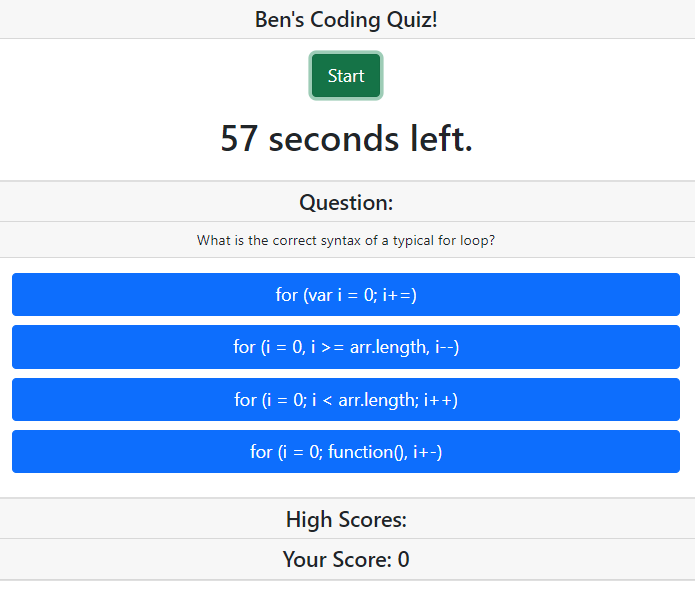 Ben's Coding Quiz!
Start
57 seconds left.
Question:
What is the correct syntax of a typical for loop?
for (var i = 0; i+=)
for (i = 0, i >= arr.length, i--)
for (i = 0; i < arr.length; i++)
for (i = 0; function(), i+-)
High Scores:
Your Score: 0